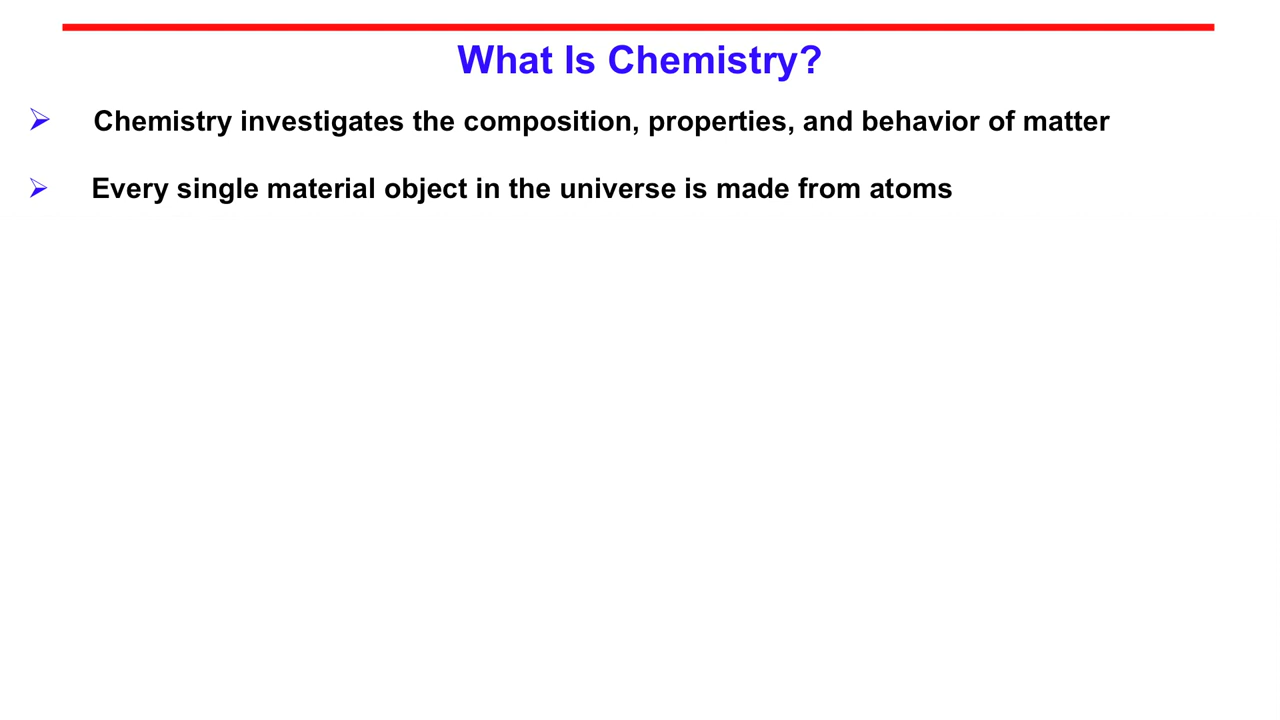 What Is Chemistry?
➢ Chemistry investigates the composition, properties, and behavior of matter
➢ Every single material object in the universe is made from atoms